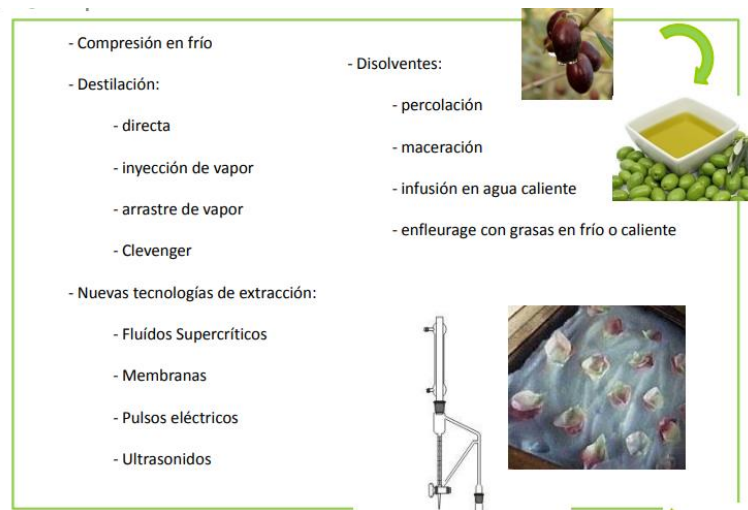 - Compresión en frío
- Destilación:
- directa
- inyección de vapor
- arrastre de vapor
- Clevenger
- Nuevas tecnologías de extracción:
- Fluídos Supercríticos
- Membranas
- Pulsos eléctricos
- Ultrasonidos
- Disolventes:
- percolación
- maceración
- infusión en agua caliente
- enfleurage con grasas en frío o caliente